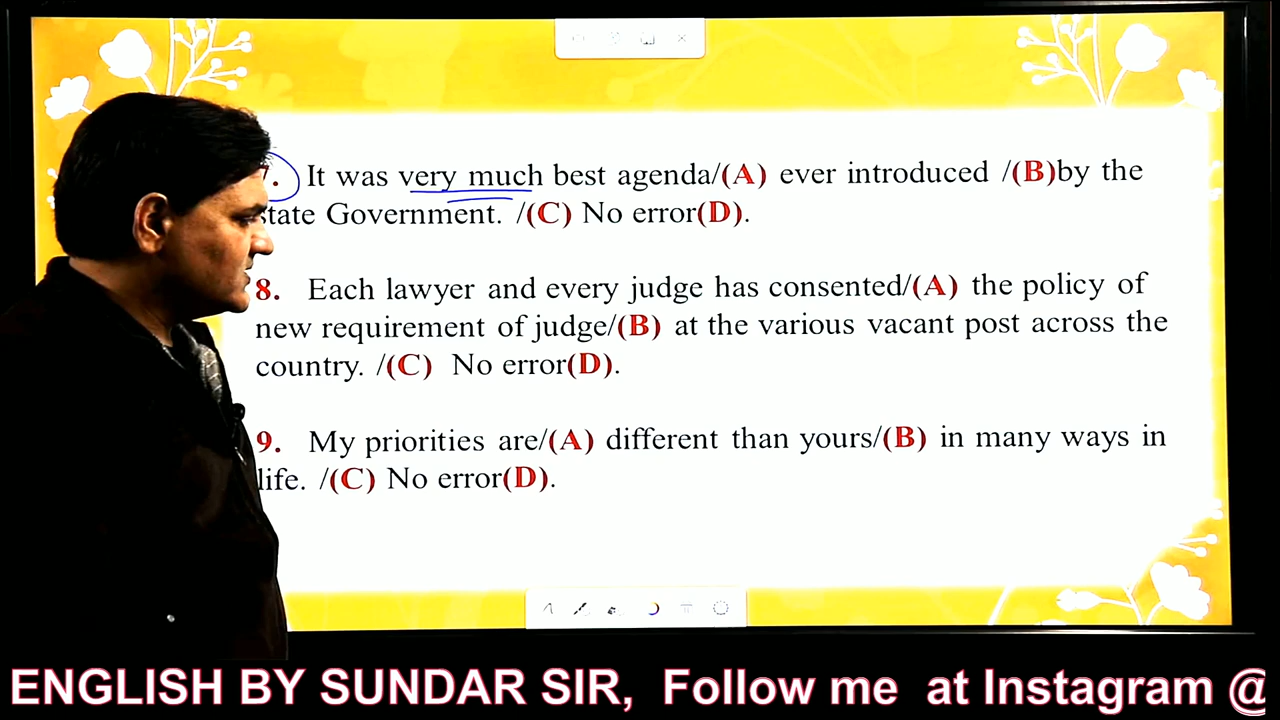 7. It was very much best agenda/(A) ever introduced /(B)by the
state Government. /(C) No error(D).
8. Each lawyer and every judge has consented/(A) the policy of
new requirement of judge/(B) at the various vacant post across the
country. /(C) No error(D).
9. My priorities are/(A) different than yours/(B) in many ways in
life. /(C) No error(D).
ENGLISH BY SUNDAR SIR, Follow me at Instagram @